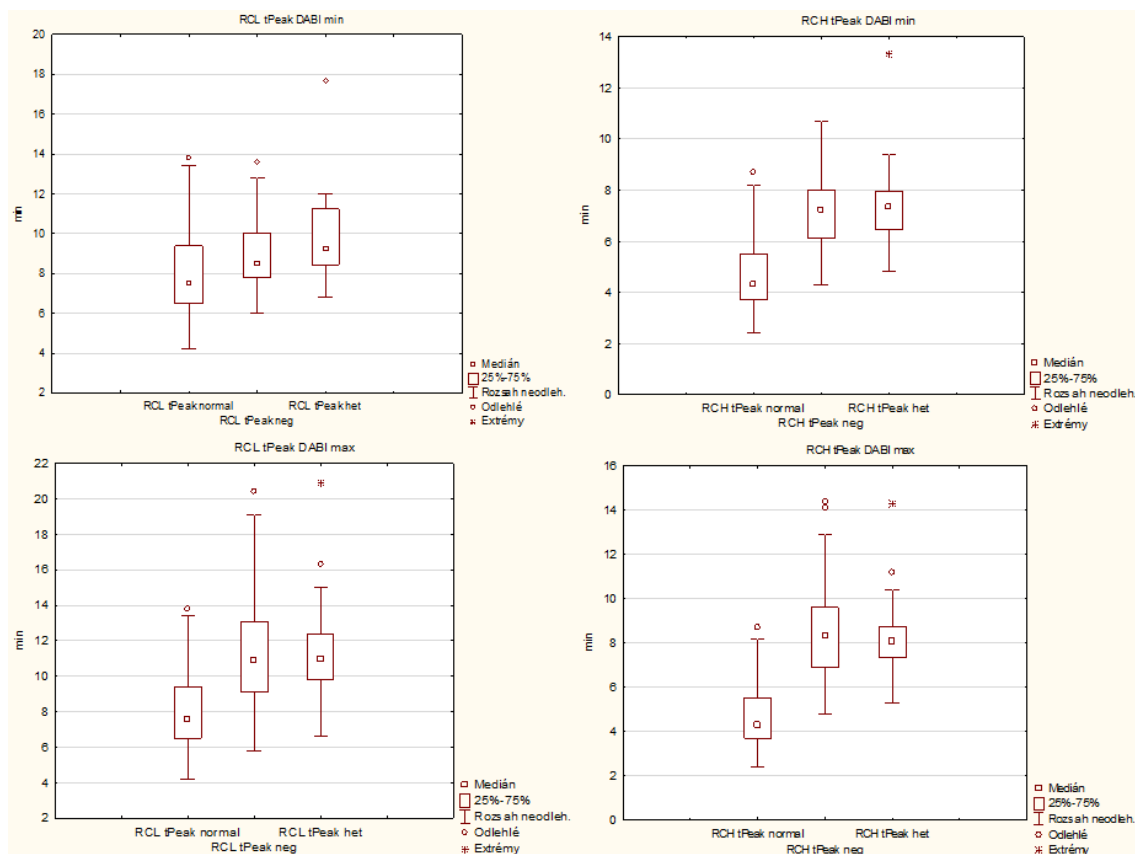 RCL tPeak DABI min
20
18
16
14
12
10
8
6
4
2
min
RCL tPeak normal
RCL tPeak neg
RCL tPeak het
Medián
25%-75%
Rozsah neodleh.
Odlehlé
Extrémy
RCH tPeak DABI min
14
12
10
8
6
4
2
0
min
RCH tPeak normal
RCH tPeak neg
RCH tPeak het
Medián
25%-75%
Rozsah neodleh.
Odlehlé
Extrémy
RCL tPeak DABI max
22
20
18
16
14
12
10
8
6
4
2
min
RCL tPeak normal
RCL tPeak neg
RCL tPeak het
Medián
25%-75%
Rozsah neodleh.
Odlehlé
Extrémy
RCH tPeak DABI max
16
14
12
10
8
6
4
2
0
min
RCH tPeak normal
RCH tPeak neg
RCH tPeak het
Medián
25%-75%
Rozsah neodleh.
Odlehlé
Extrémy